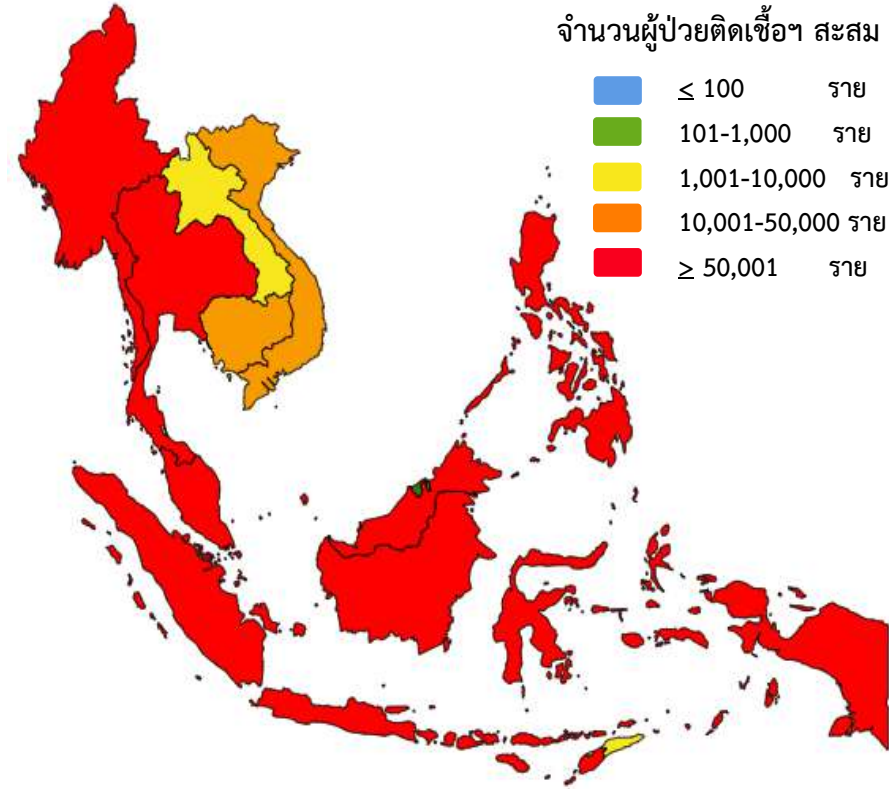 จำนวนผู้ป่วยติดเชื้อฯ สะสม
≤ 100 ราย
101-1,000 ราย
1,001-10,000 ราย
10,001-50,000 ราย
≥ 50,001 ราย